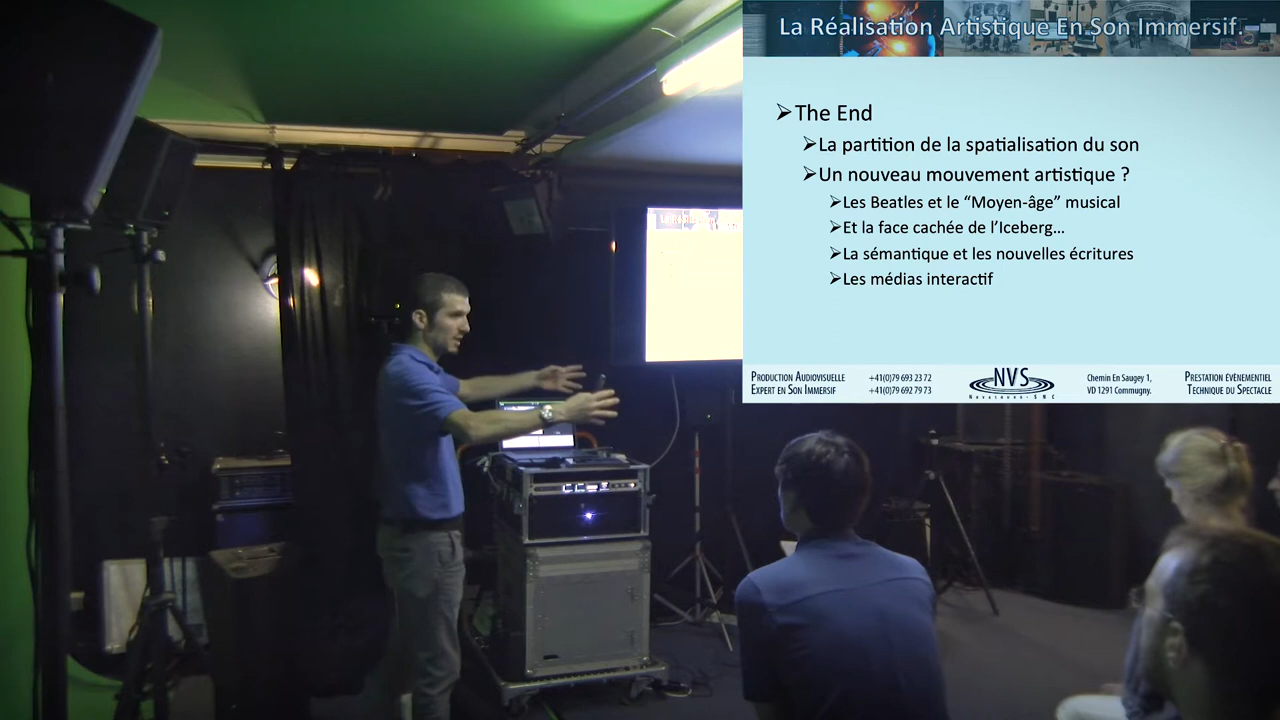 La Réalisation Artistique En Son Immersif.
The End
La partition de la spatialisation du son
Un nouveau mouvement artistique ?
Les Beatles et le “Moyen-âge” musical
Et la face cachée de l’Iceberg…
La sémantique et les nouvelles écritures
Les médias interactif
Production Audiovisuelle
Expert en Son Immersif
+41(0)79 693 23 72
+41(0)79 692 79 73
NVS
Chemin En Saugey 1,
VD 1291 Commugny.
Prestation évènementiel
Technique du Spectacle